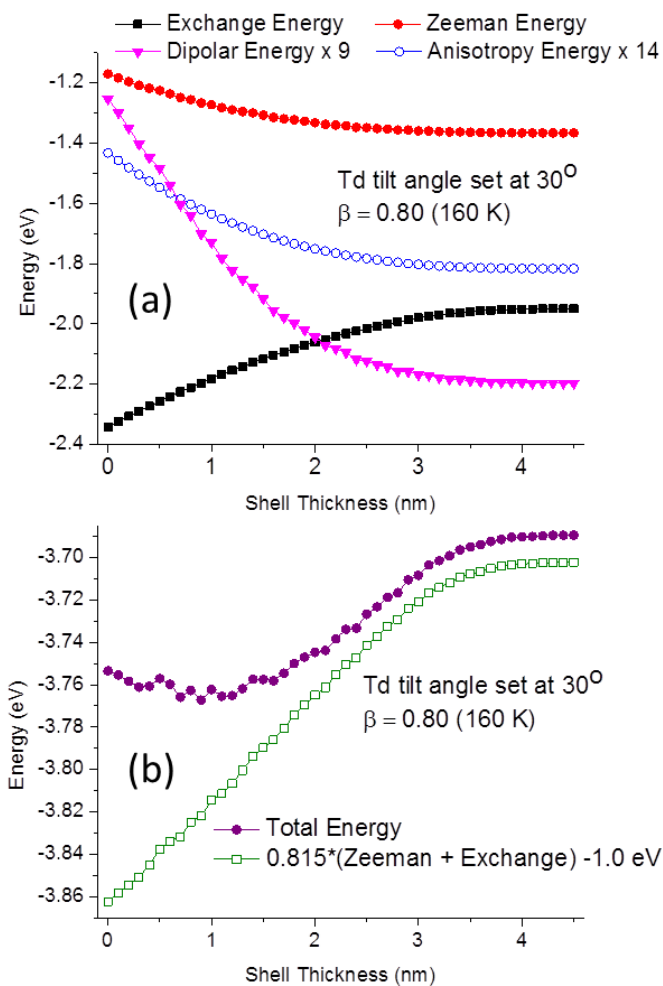 Exchange Energy Zeeman Energy
Dipolar Energy x 9 Anisotropy Energy x 14
-1.2
-1.4
-1.6
-1.8
-2.0
-2.2
-2.4
Energy (eV)
Td tilt angle set at 30°
β = 0.80 (160 K)
(a)
0 1 2 3 4
Shell Thickness (nm)
-3.70
-3.72
-3.74
-3.76
-3.78
-3.80
-3.82
-3.84
-3.86
Energy (eV)
Td tilt angle set at 30°
β = 0.80 (160 K)
(b)
Total Energy
0.815*(Zeeman + Exchange) -1.0 eV
0 1 2 3 4
Shell Thickness (nm)